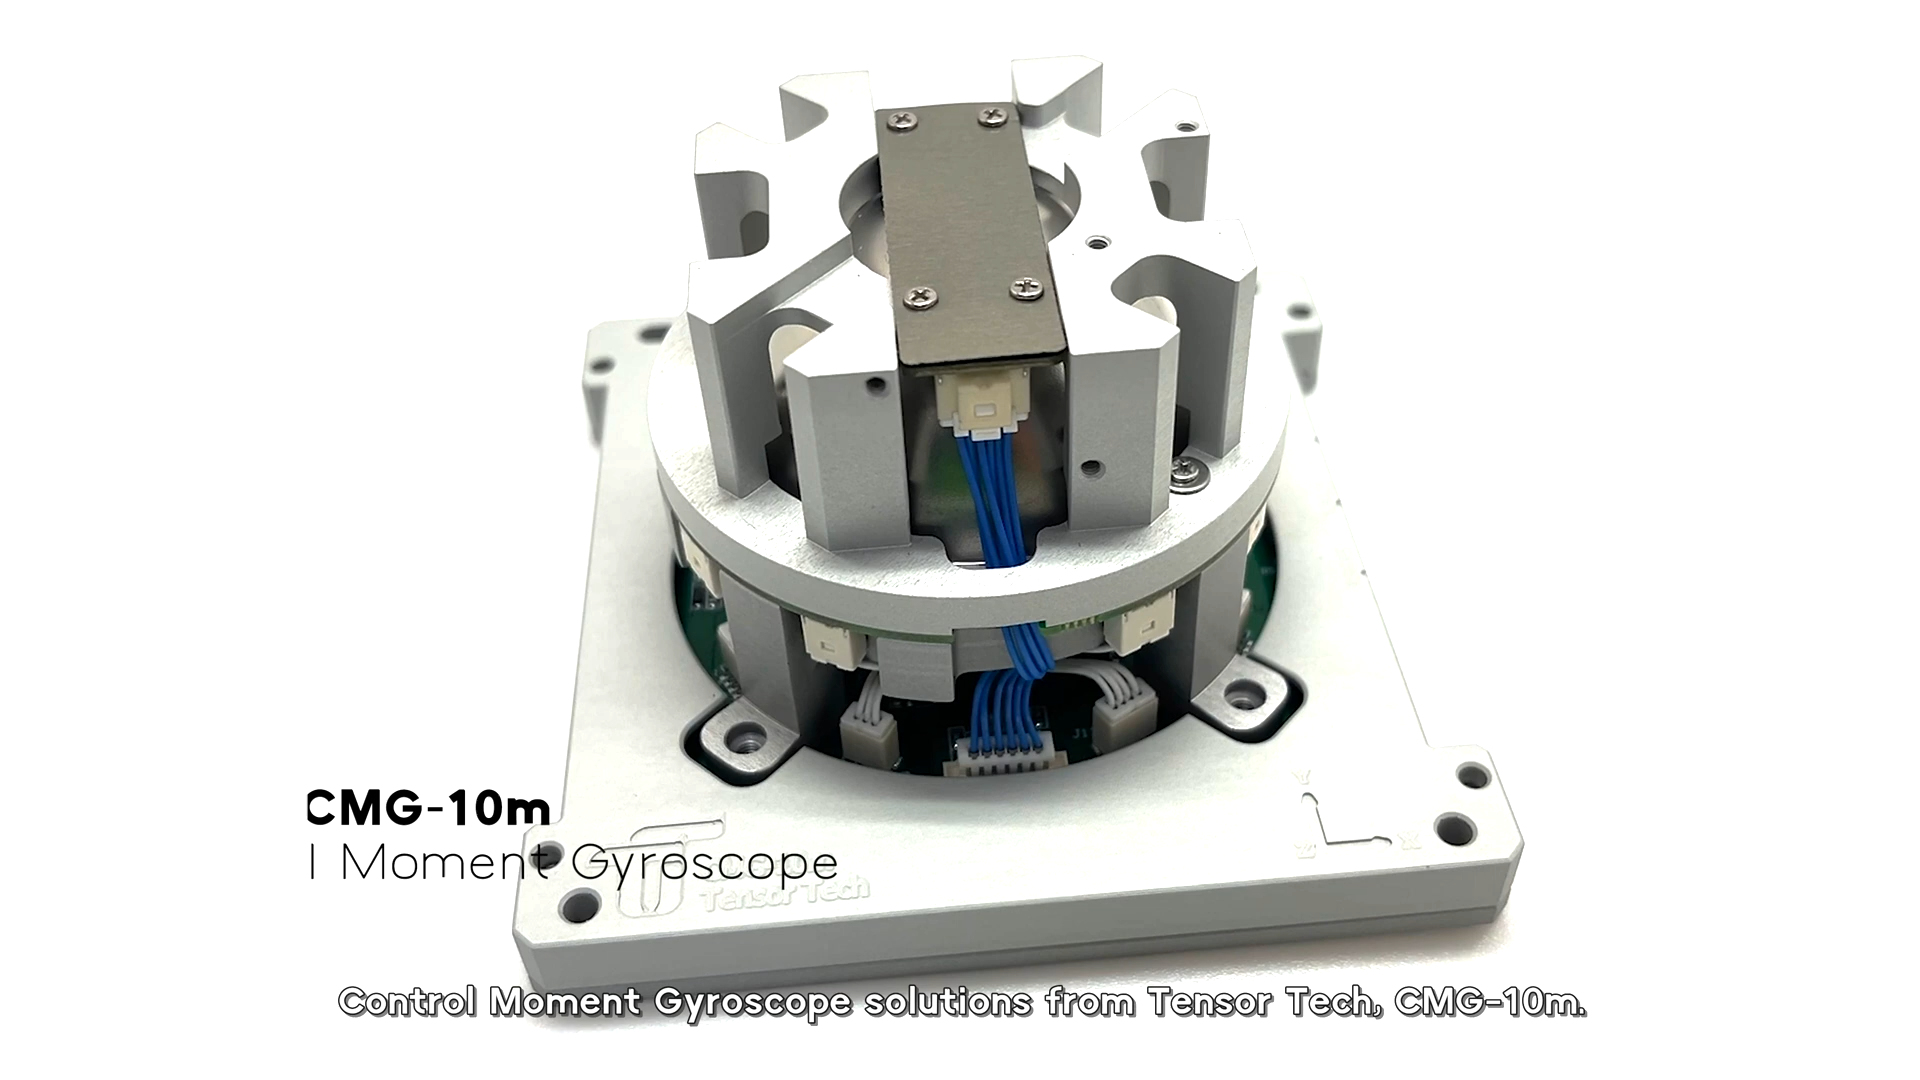 CMG-10m
l Moment Gyroscope
Tensor Tech
Control Moment Gyroscope solutions from Tensor Tech, CMG-10m.